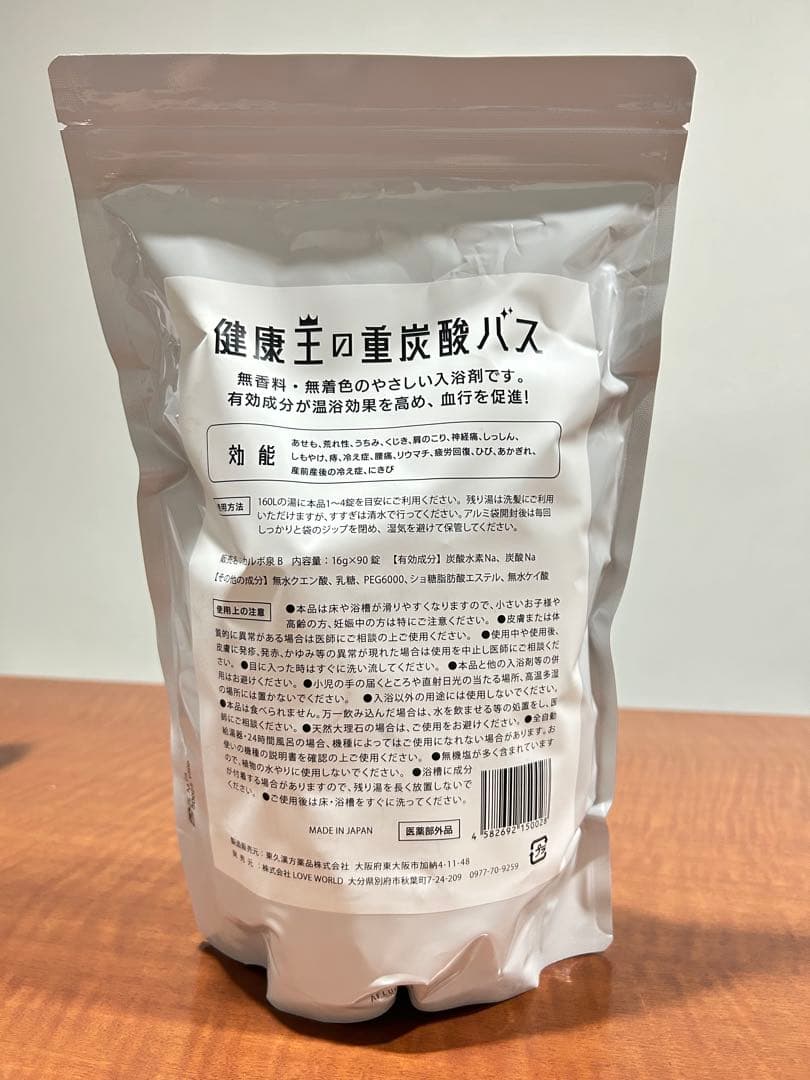 健康王の重炭酸バス
無香料・無着色のやさしい入浴剤です。
有効成分が温浴効果を高め、血行を促進!
効能
あせも、荒れ性、うちみ、くじき、肩のこり、神経痛、しっしん、
しもやけ、痔、冷え症、腰痛、リウマチ、疲労回復、ひび、あかぎれ、
産前産後の冷え症、にきび
使用方法
160Lの湯に本品1〜4錠を目安にご利用ください。残り湯は洗髪にご利用
いただけますが、すすぎは清水で行ってください。アルミ袋開封後は毎回
しっかりと袋のジップを閉め、湿気を避けて保管してください。
販売名:カルボ泉B 内容量:16g×90錠 【有効成分】炭酸水素Na、炭酸Na
【その他の成分】無水クエン酸、乳糖、PEG6000、ショ糖脂肪酸エステル、無水ケイ酸
使用上の注意 ●本品は床や浴槽が滑りやすくなりますので、小さいお子様や
高齢の方、妊娠中の方は特にご注意ください。 ●皮膚または体
質的に異常がある場合は医師にご相談の上ご使用ください。 ●使用中や使用後、
皮膚に発疹、発赤、かゆみ等の異常が現れた場合は使用を中止し医師にご相談くだ
さい。 ●目に入った時はすぐに洗い流してください。 ●本品と他の入浴剤等の併
用はお避けください。 ●小児の手の届くところや直射日光の当たる場所、高温多湿
の場所には置かないでください。 ●入浴以外の用途には使用しないでください。
●本品は食べられません。万一飲み込んだ場合は、水を飲ませる等の処置をし、医
師にご相談ください。 ●天然大理石の場合は、ご使用をお避けください。 ●全自動
給湯器・24時間風呂の場合、機種によってはご使用になれない場合があります。お
使いの機種の説明書を確認の上ご使用ください。 ●無機塩が多く含まれています
ので、植物の水やりに使用しないでください。 ●浴槽に成分
が付着する場合がありますので、残り湯を長く放置しないで
ください。 ●ご使用後は床・浴槽をすぐに洗ってください。
MADE IN JAPAN
医薬部外品
4 582692 150028
プラ
製造販売元:東久漢方薬品株式会社 大阪府東大阪市加納4-11-48
発売元:株式会社 LOVE WORLD 大分県別府市秋葉町7-24-209 0977-70-9259